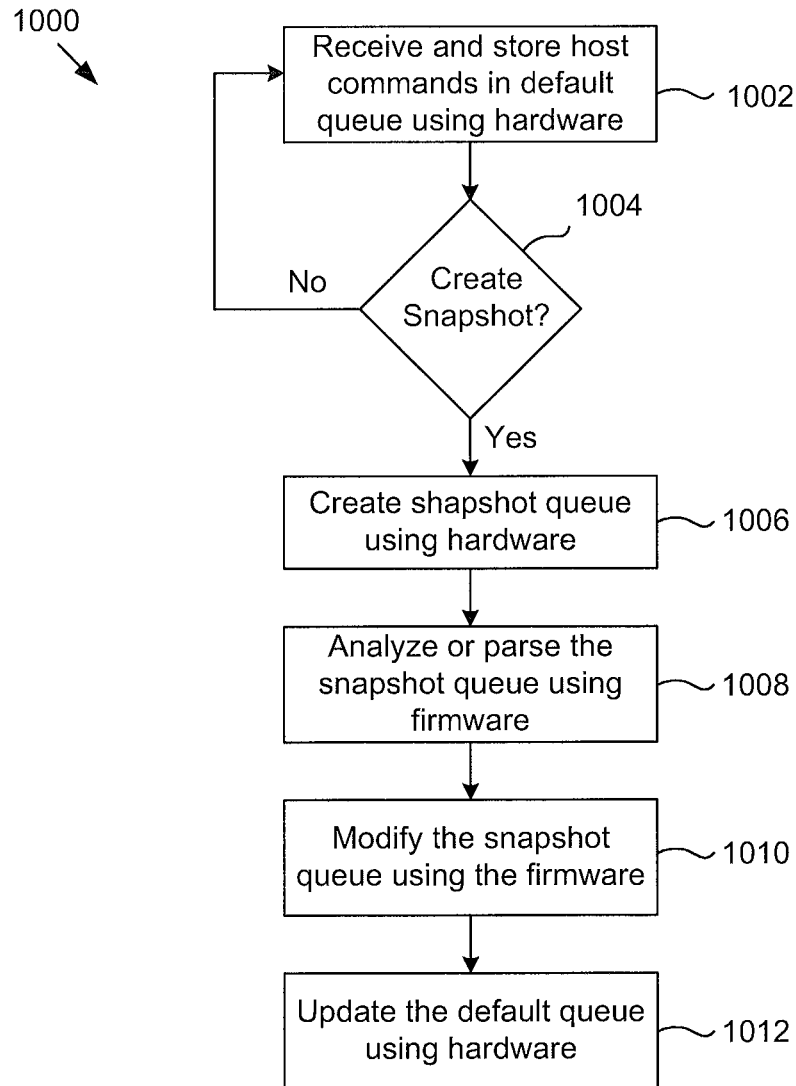 1000
Receive and store host
commands in default
queue using hardware
1002
1004
Create
Snapshot?
No
Yes
Create shapshot queue
using hardware
1006
Analyze or parse the
snapshot queue using
firmware
1008
Modify the snapshot
queue using the firmware
1010
Update the default queue
using hardware
1012